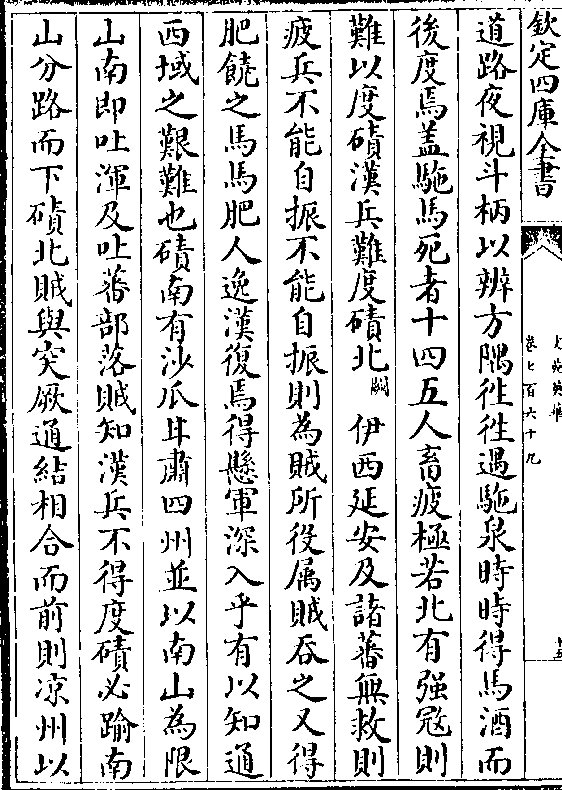 欽定四庫全書
文苑英華
卷七百六十九
道路夜視斗柄以辨方隅徃徃遇駞泉時時得馬酒而
後度焉葢駞馬死者十四五人畜疲極若北有强冦則
難以度磧漢兵難度磧北闕伊西延安及諸蕃無救則
疲兵不能自振不能自振則為賊所役属賊吞之又得
肥饒之馬馬肥人逸漢復焉得懸軍深入乎有以知通
西域之艱難也磧南有沙瓜甘肅四州並以南山為限
山南即吐渾及吐蕃部落賊知漢兵不得度磧必踰南
山分路而下磧北賊與突厥通結相合而前則凉州以